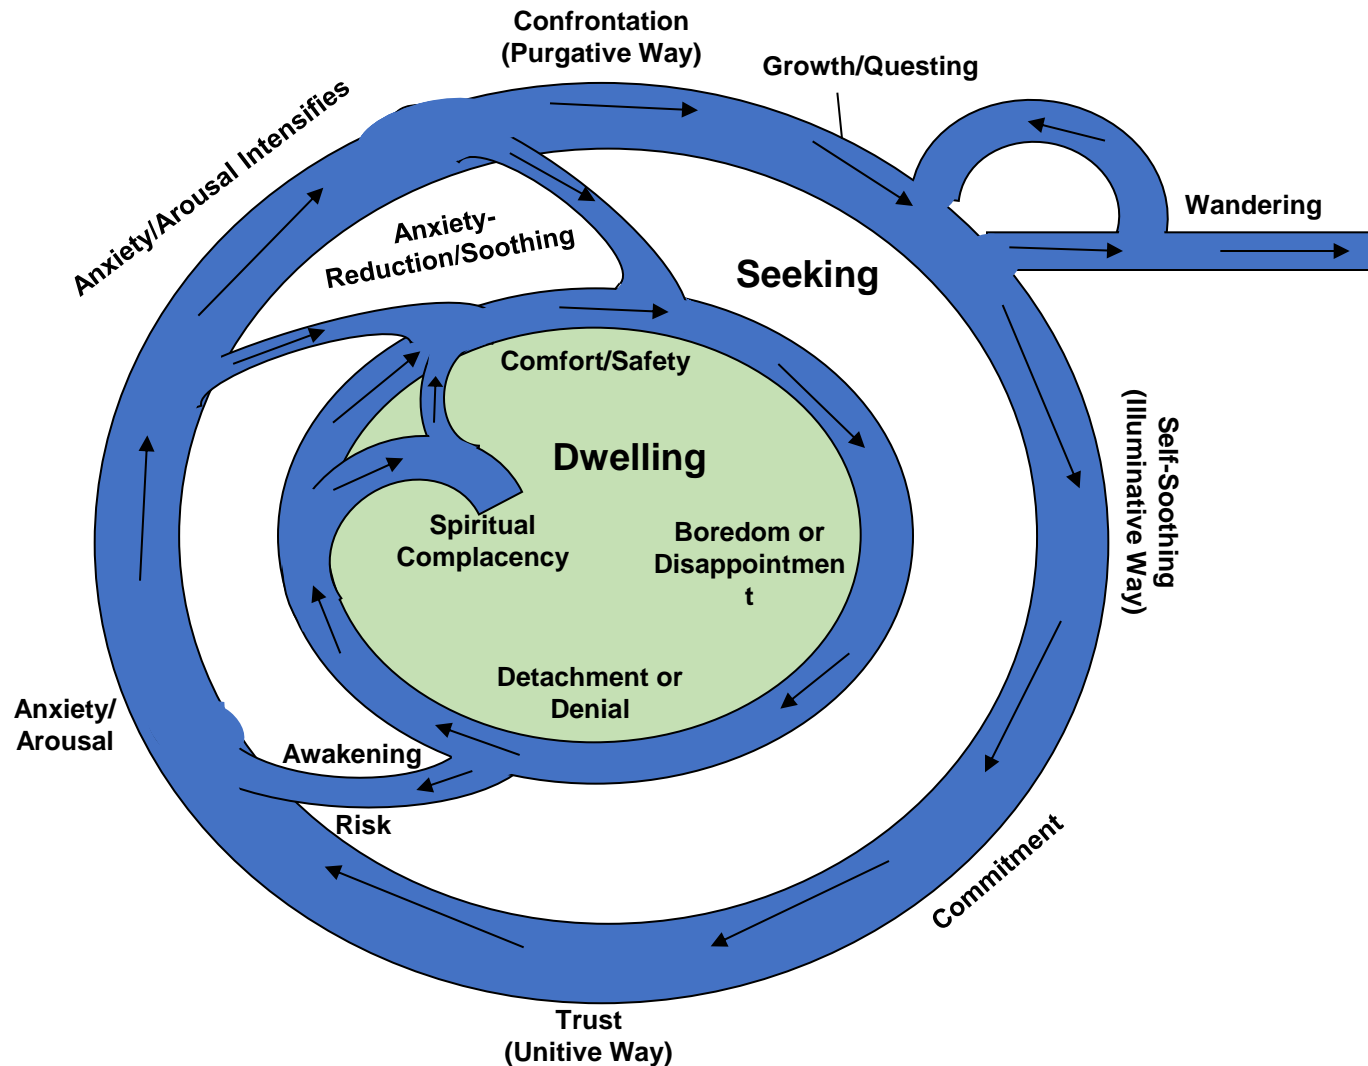 Confrontation
(Purgative Way)
Growth/Questing
Anxiety/Arousal Intensifies
Wandering
Anxiety-
Reduction/Soothing
Seeking
Comfort/Safety
Dwelling
Self-Soothing
(Illuminative Way)
Spiritual
Complacency
Boredom or
Disappointmen
t
Detachment or
Denial
Anxiety/
Arousal
Awakening
Risk
Commitment
Trust
(Unitive Way)